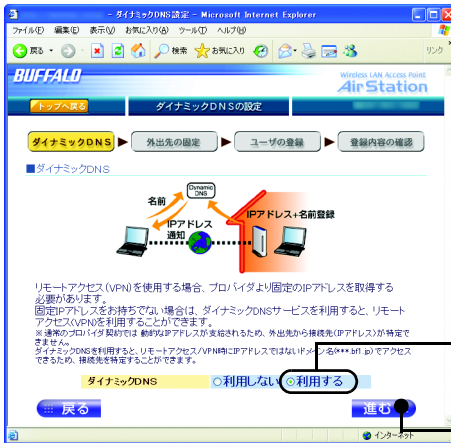 - ダイナミックDNS設定 - Microsoft Internet Explorer
ファイル(F) 編集(E) 表示(V) お気に入り(A) ツール(T) ヘルプ(H)
戻る 検索 お気に入り リンク
BUFFALO
Wireless LAN Access Point
AirStation
トップへ戻る ダイナミックDNSの設定
ダイナミックDNS 外出先の固定 ユーザの登録 登録内容の確認
■ダイナミックDNS
名前
Dynamic
DNS
IPアドレス
通知
IPアドレス+名前登録
リモートアクセス(VPN)を使用する場合、プロバイダより固定のIPアドレスを取得する
必要があります。
固定IPアドレスをお持ちでない場合は、ダイナミックDNSサービスを利用すると、リモート
アクセス(VPN)を利用することができます。
※通常のプロバイダ契約では 動的なIPアドレスが支給されるため、外出先から接続先(IPアドレス)が特定で
きません。
ダイナミックDNSを利用すると、リモートアクセス/VPN時にIPアドレスではないドメイン名(***.bf1.jp)でアクセス
できるため、接続先を特定することができます。
ダイナミックDNS 利用しない 利用する
戻る 進む
インターネット